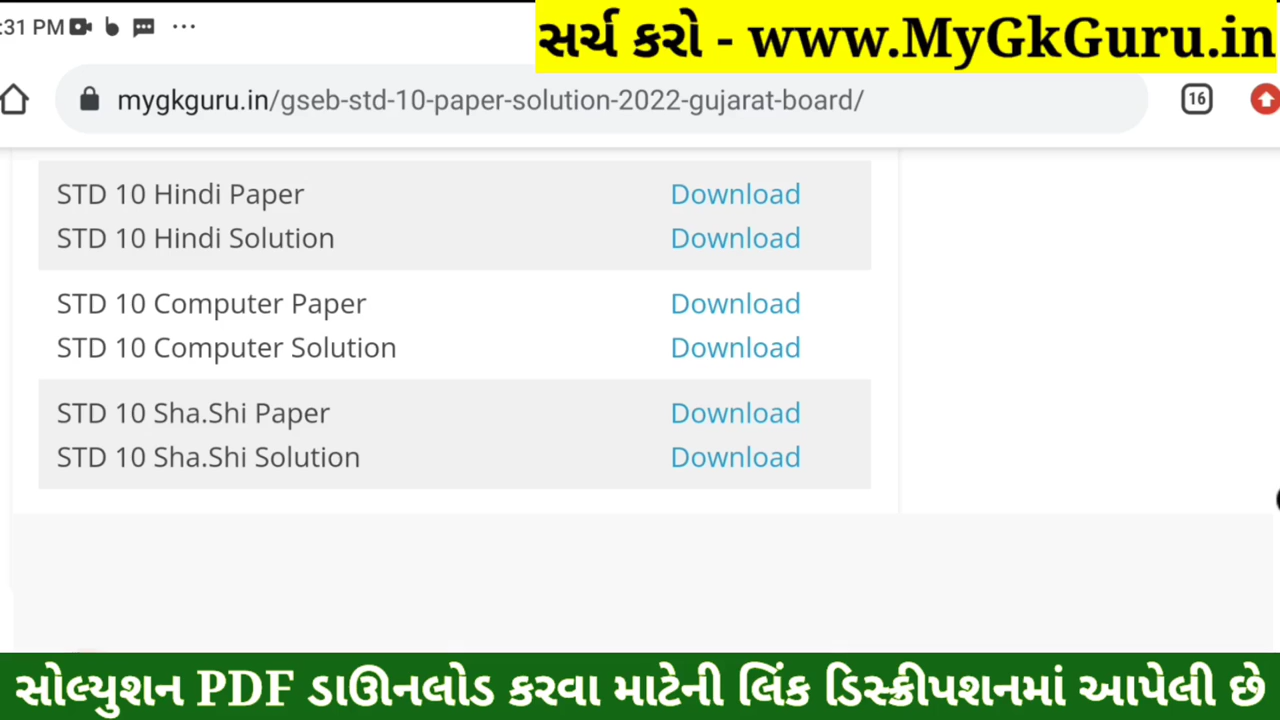 :31 PM
સર્ચ કરો - www.MyGkGuru.in
mygkguru.in/gseb-std-10-paper-solution-2022-gujarat-board/
16
STD 10 Hindi Paper Download
STD 10 Hindi Solution Download
STD 10 Computer Paper Download
STD 10 Computer Solution Download
STD 10 Sha.Shi Paper Download
STD 10 Sha.Shi Solution Download
સોલ્યુશન PDF ડાઊનલોડ કરવા માટેની લિંક ડિસ્ક્રીપશનમાં આપેલી છે